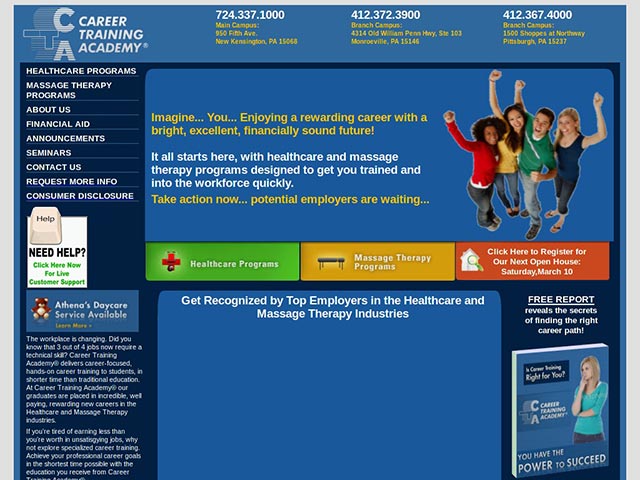 CAREER
TRAINING
ACADEMY®
CTA
724.337.1000
Main Campus:
950 Fifth Ave.
New Kensington, PA 15068
412.372.3900
Branch Campus:
4314 Old William Penn Hwy, Ste 103
Monroeville, PA 15146
412.367.4000
Branch Campus:
1500 Shoppes at Northway
Pittsburgh, PA 15237
HEALTHCARE PROGRAMS
MASSAGE THERAPY
PROGRAMS
ABOUT US
FINANCIAL AID
ANNOUNCEMENTS
SEMINARS
CONTACT US
REQUEST MORE INFO
CONSUMER DISCLOSURE
Help
NEED HELP?
Click Here Now
For Live
Customer Support
Athena's Daycare
Service Available
Learn More »
The workplace is changing. Did you
know that 3 out of 4 jobs now require a
technical skill? Career Training
Academy® delivers career-focused,
hands-on career training to students, in
shorter time than traditional education.
At Career Training Academy® our
graduates are placed in incredible, well
paying, rewarding new careers in the
Healthcare and Massage Therapy
industries.
If you're tired of earning less than
you're worth in unsatisgying jobs, why
not explore specialized career training.
Achieve your professional career goals
in the shortest time possible with the
education you receive from Career
Training Academy®.
Imagine... You... Enjoying a rewarding career with a
bright, excellent, financially sound future!
It all starts here, with healthcare and massage
therapy programs designed to get you trained and
into the workforce quickly.
Take action now... potential employers are waiting...
Healthcare Programs
Massage Therapy
Programs
Click Here to Register for
Our Next Open House:
Saturday,March 10
Get Recognized by Top Employers in the Healthcare and
Massage Therapy Industries
FREE REPORT
reveals the secrets
of finding the right
career path!
Is Career Training
Right for You?
CTA
CAREER
TRAINING
ACADEMY®
YOU HAVE THE
POWER TO SUCCEED